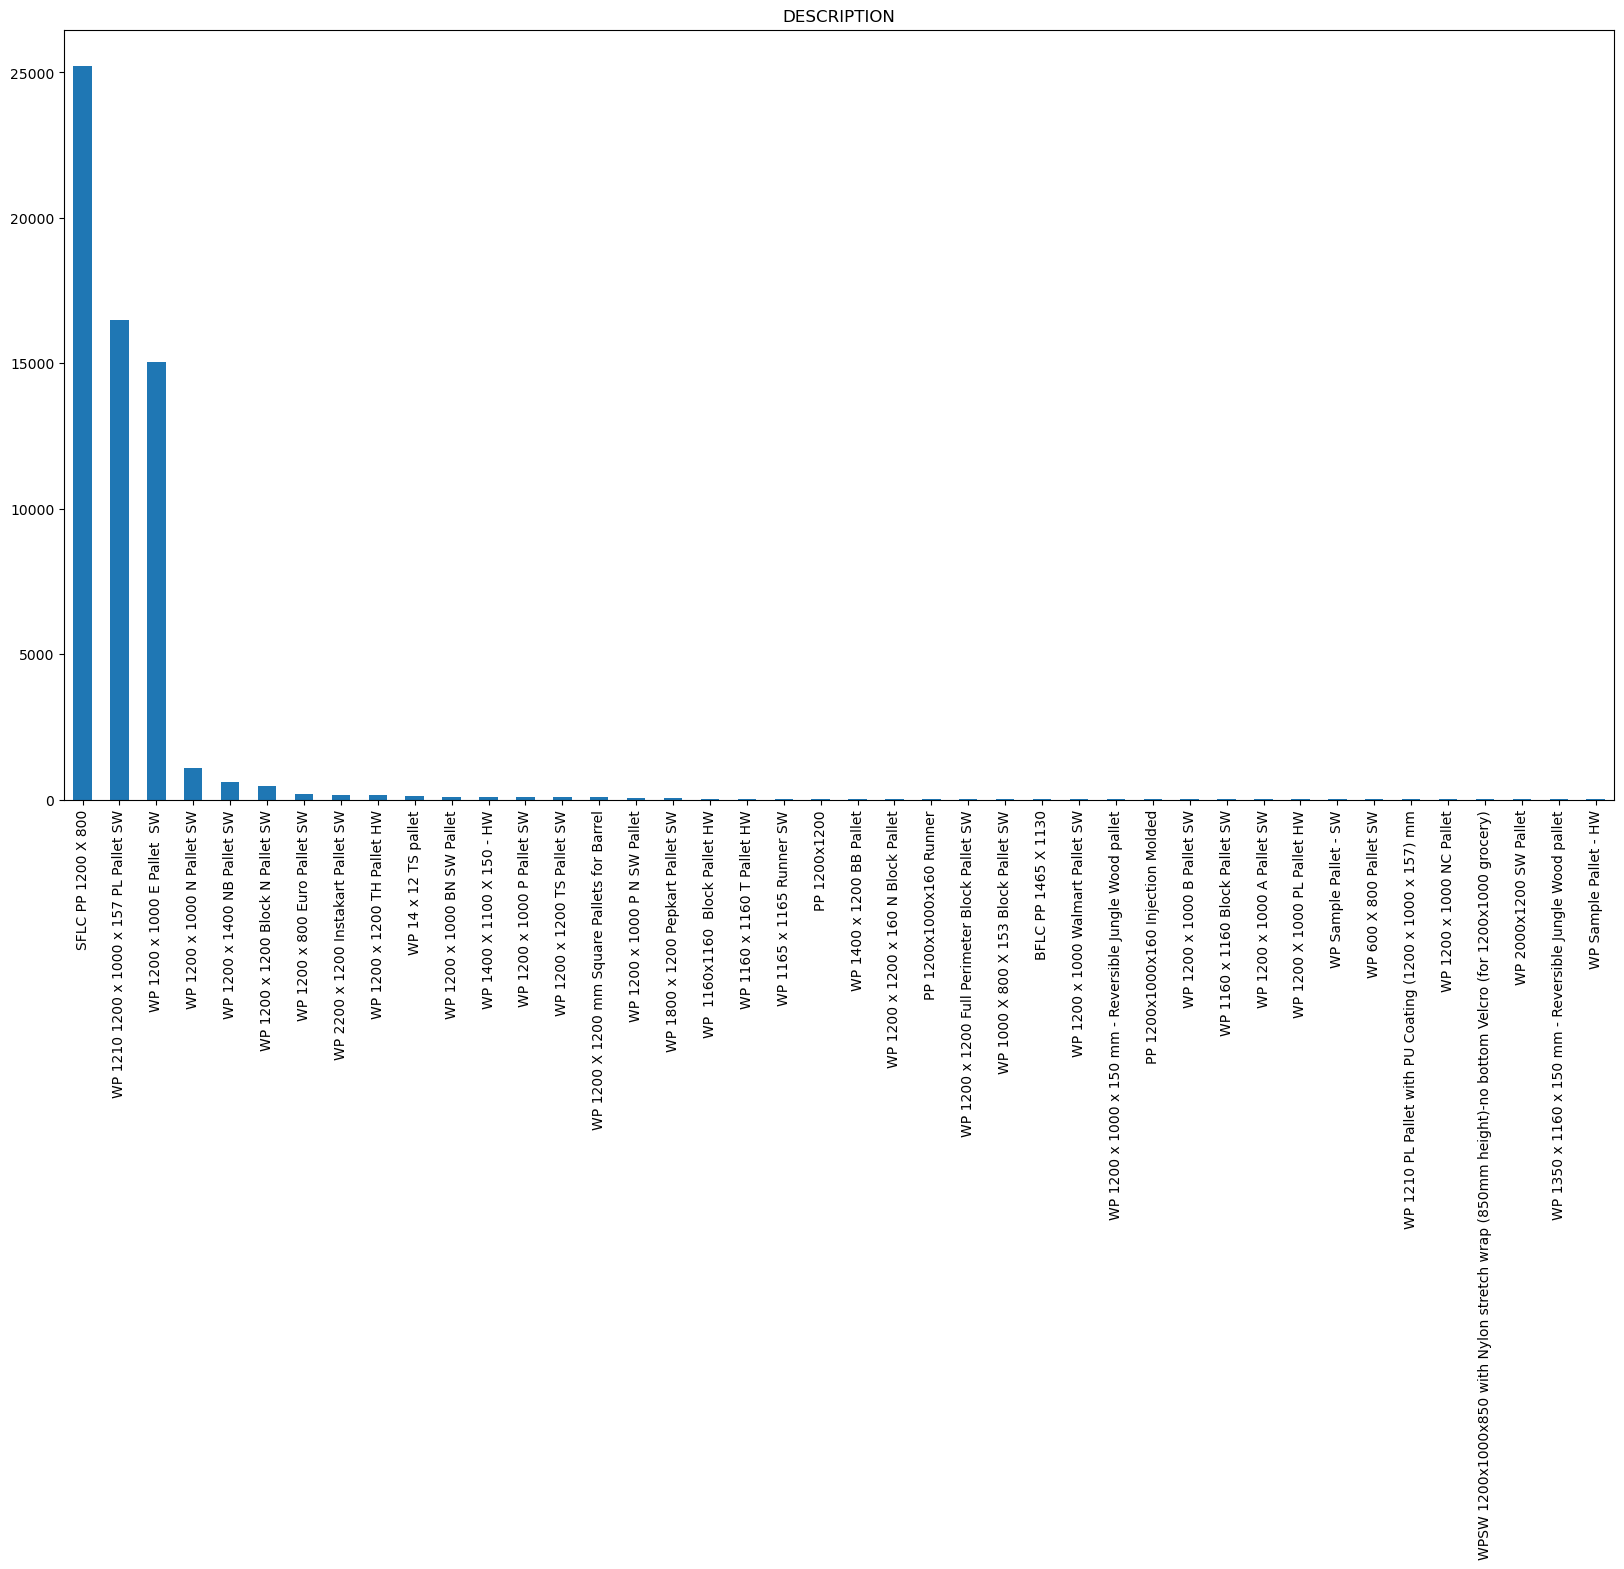 DESCRIPTION
25000
20000
15000
10000
5000
0
SFLC PP 1200 X 800
WP 1210 1200 x 1000 x 157 PL Pallet SW
WP 1200 x 1000 E Pallet  SW
WP 1200 x 1000 N Pallet SW
WP 1200 x 1400 NB Pallet SW
WP 1200 x 1200 Block N Pallet SW
WP 1200 x 800 Euro Pallet SW
WP 2200 x 1200 Instakart Pallet SW
WP 1200 x 1200 TH Pallet HW
WP 14 x 12 TS pallet
WP 1200 x 1000 BN SW Pallet
WP 1400 X 1100 X 150 - HW
WP 1200 x 1000 P Pallet SW
WP 1200 x 1200 TS Pallet SW
WP 1200 X 1200 mm Square Pallets for Barrel
WP 1200 x 1000 P N SW Pallet
WP 1800 x 1200 Pepkart Pallet SW
WP  1160x1160  Block Pallet HW
WP 1160 x 1160 T Pallet HW
WP 1165 x 1165 Runner SW
PP 1200x1200
WP 1400 x 1200 BB Pallet
WP 1200 x 1200 x 160 N Block Pallet
PP 1200x1000x160 Runner
WP 1200 x 1200 Full Perimeter Block Pallet SW
WP 1000 X 800 X 153 Block Pallet SW
BFLC PP 1465 X 1130
WP 1200 x 1000 Walmart Pallet SW
WP 1200 x 1000 x 150 mm - Reversible Jungle Wood pallet
PP 1200x1000x160 Injection Molded
WP 1200 x 1000 B Pallet SW
WP 1160 x 1160 Block Pallet SW
WP 1200 x 1000 A Pallet SW
WP 1200 X 1000 PL Pallet HW
WP Sample Pallet - SW
WP 600 X 800 Pallet SW
WP 1210 PL Pallet with PU Coating (1200 x 1000 x 157) mm
WP 1200 x 1000 NC Pallet
WPSW 1200x1000x850 with Nylon stretch wrap (850mm height)-no bottom Velcro (for 1200x1000 grocery)
WP 2000x1200 SW Pallet
WP 1350 x 1160 x 150 mm - Reversible Jungle Wood pallet
WP Sample Pallet - HW